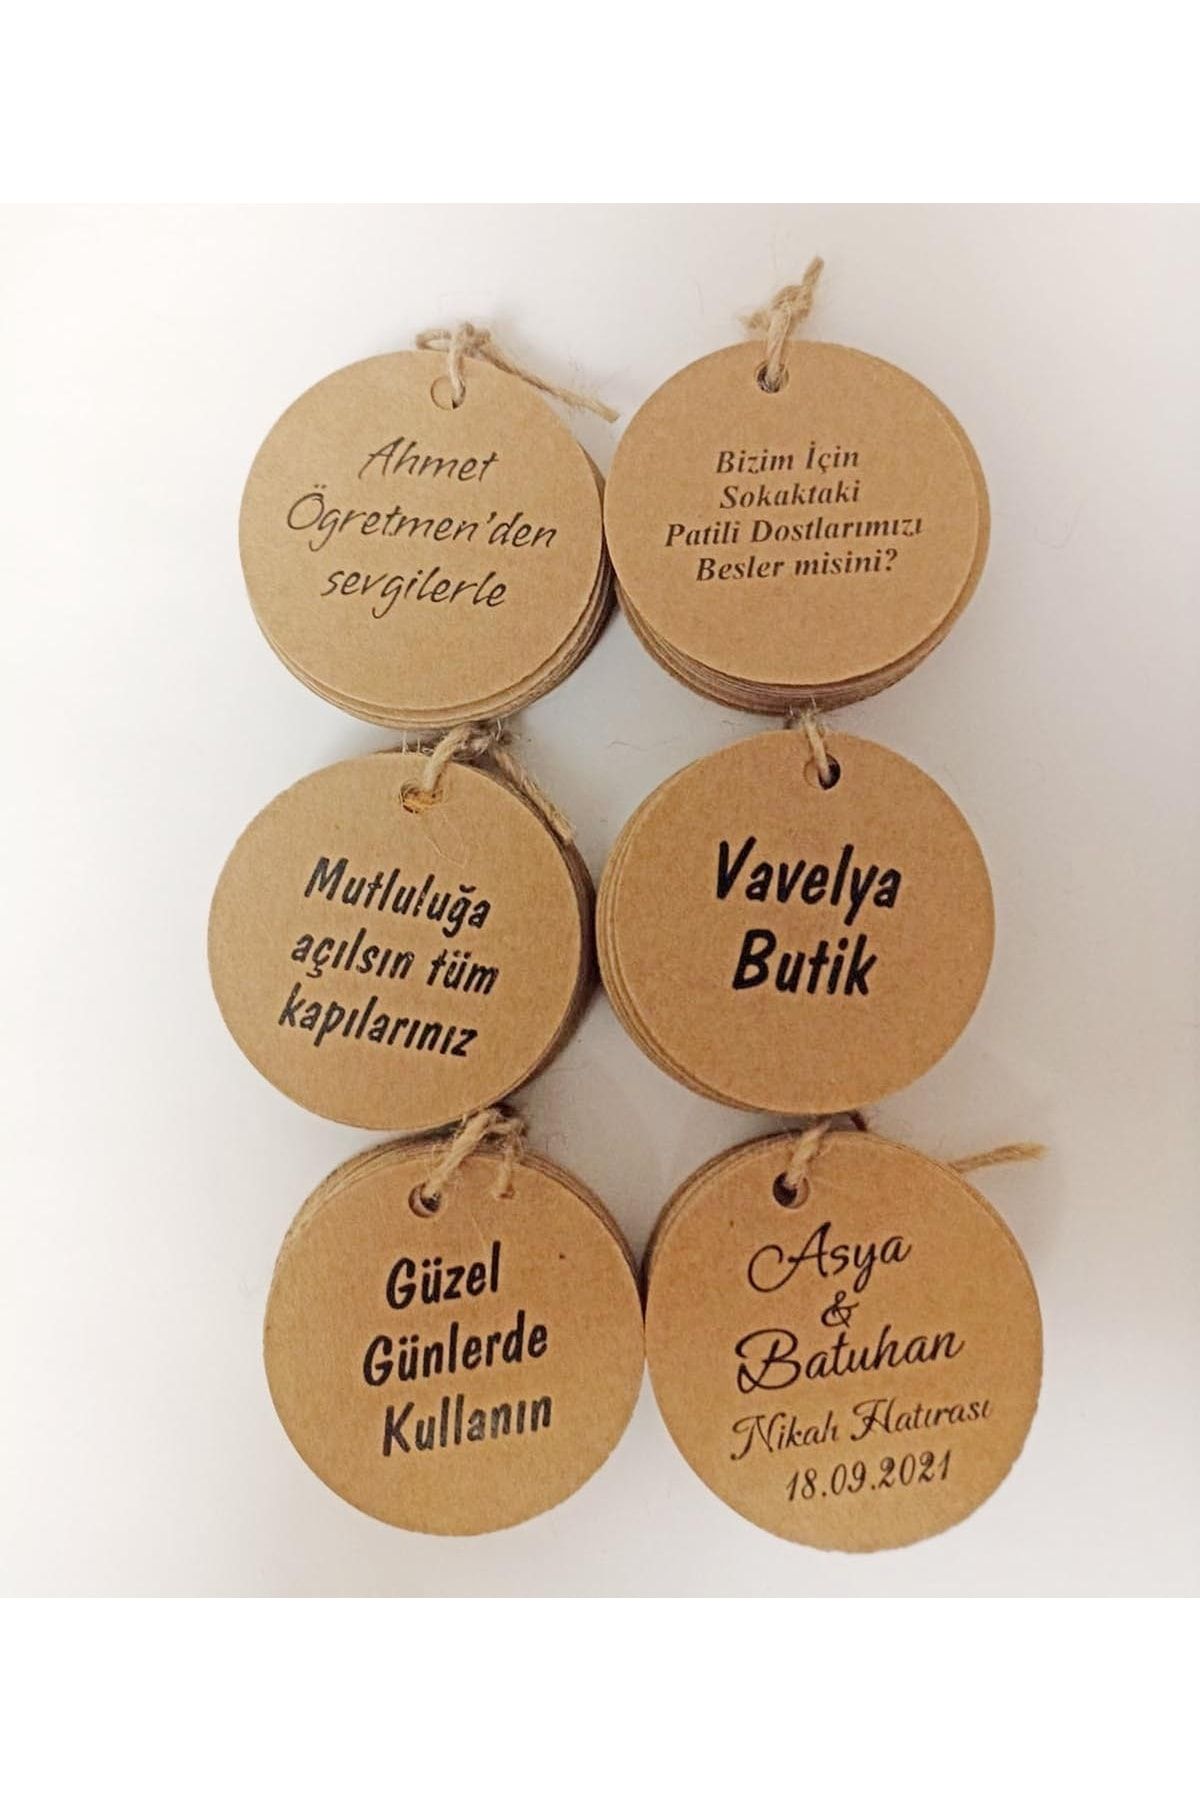 Ahmet
Ögretmen'den
sevgilerle
Bizim İçin
Sokaktaki
Patili Dostlarımızı
Besler misini?
Mutluluğa
açılsın tüm
kapılarınız
Vavelya
Butik
Güzel
Günlerde
Kullanın
Asya
&
Batuhan
Nikah Hatırası
18.09.2021